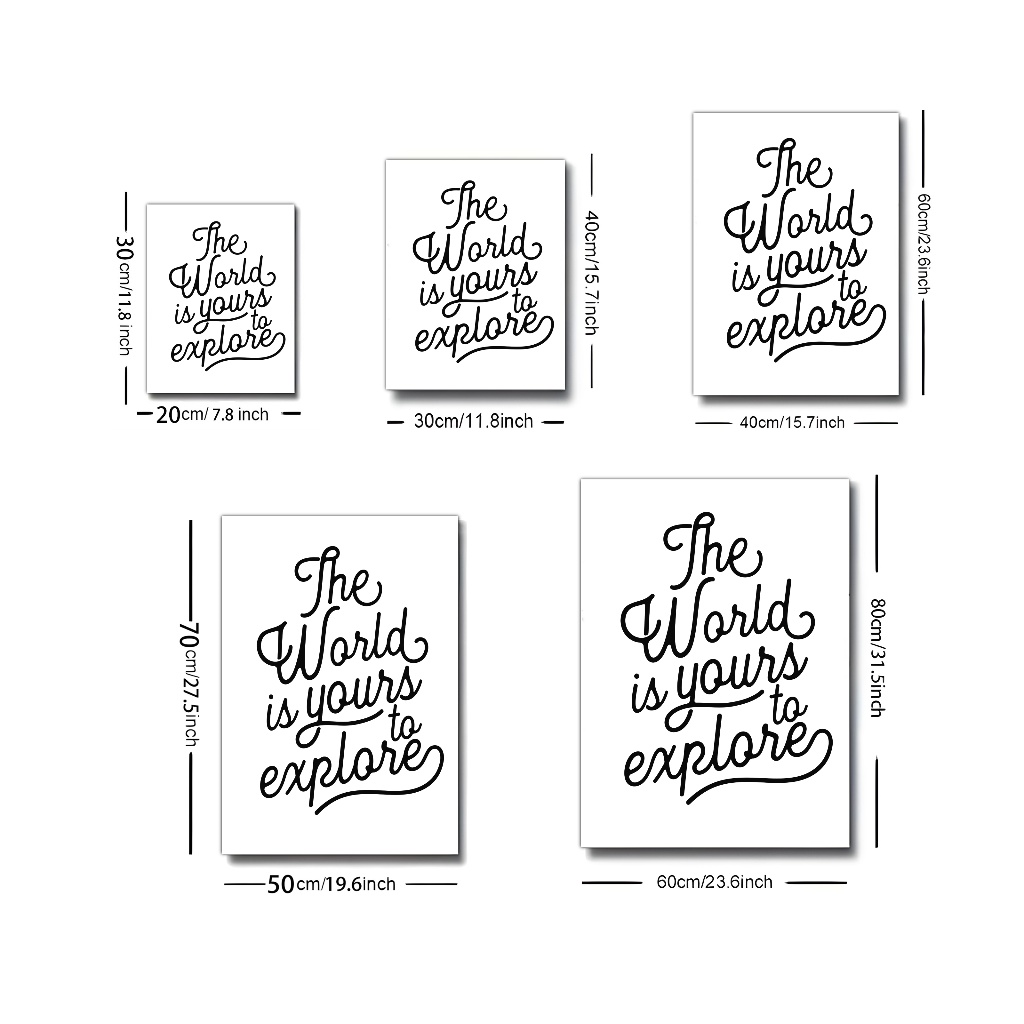 The
World
is yours
to
explore
30cm/11.8 inch
20cm/ 7.8 inch
The
World
is yours
to
explore
40cm/15.7inch
30cm/11.8inch
The
World
is yours
to
explore
60cm/23.6inch
40cm/15.7inch
The
World
is yours
to
explore
70cm/27.5inch
50cm/19.6inch
The
World
is yours
to
explore
80cm/31.5inch
60cm/23.6inch